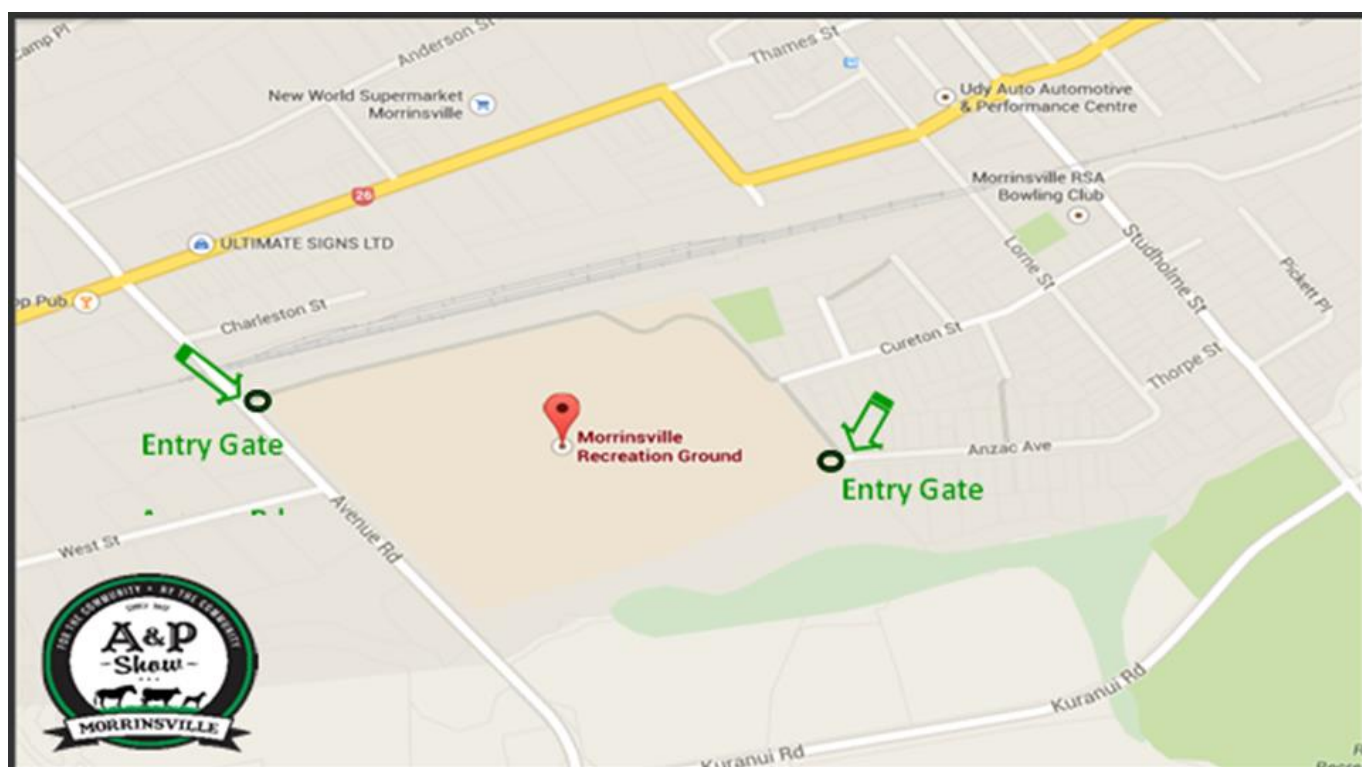 Camp Pl
Anderson St
Thames St
New World Supermarket
Morrinsville
Udy Auto Automotive
& Performance Centre
26
Morrinsville RSA
Bowling Club
ULTIMATE SIGNS LTD
Lorne St
Studholme St
Pickett Pl
op Pub
Charleston St
Cureton St
Thorpe St
Morrinsville
Recreation Ground
Entry Gate
Anzac Ave
Entry Gate
West St
Avenue Rd
FOR THE COMMUNITY • BY THE COMMUNITY
A&P
-Show-
MORRINSVILLE
Kuranui Rd
Kuranui Rd